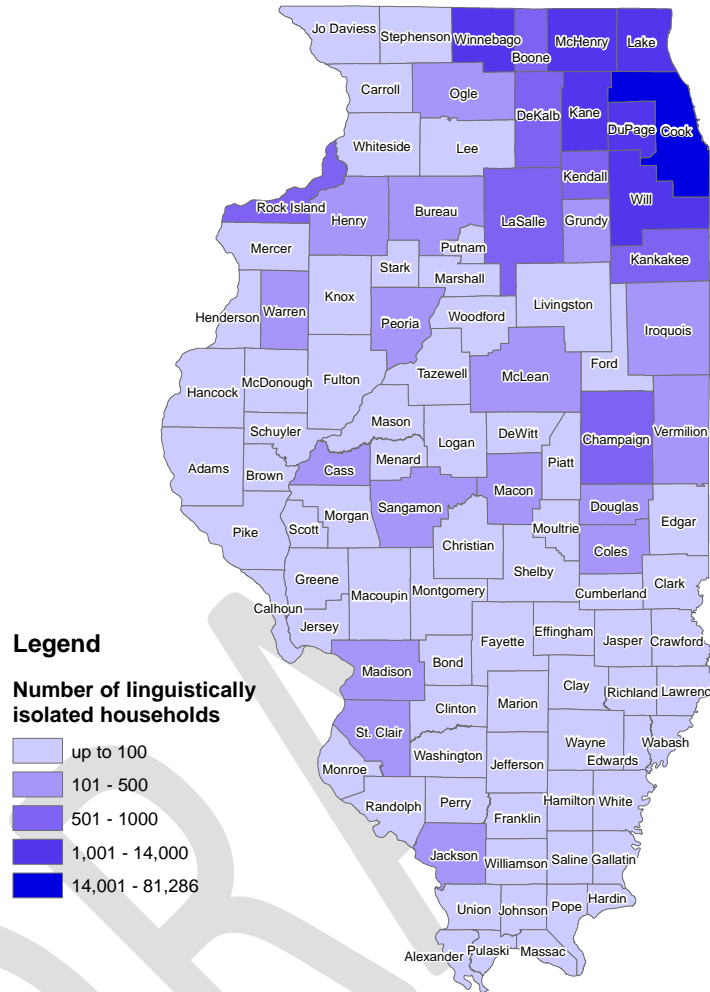 Jo Daviess
Stephenson
Winnebago
Boone
McHenry
Lake
Carroll
Ogle
DeKalb
Kane
DuPage
Cook
Whiteside
Lee
Kendall
Will
Rock Island
Henry
Bureau
LaSalle
Grundy
Putnam
Kankakee
Mercer
Stark
Marshall
Knox
Livingston
Henderson
Warren
Peoria
Woodford
Iroquois
Ford
Tazewell
McLean
Hancock
McDonough
Fulton
Mason
Schuyler
Logan
DeWitt
Champaign
Vermilion
Adams
Brown
Cass
Menard
Piatt
Macon
Sangamon
Douglas
Pike
Scott
Morgan
Moultrie
Edgar
Christian
Coles
Shelby
Greene
Macoupin
Montgomery
Cumberland
Clark
Calhoun
Jersey
Fayette
Effingham
Jasper
Crawford
Legend
Bond
Madison
Clay
Richland
Lawrenc
Number of linguistically
isolated households
Clinton
Marion
St. Clair
Wayne
Edwards
Wabash
up to 100
Washington
Jefferson
Monroe
101 - 500
Randolph
Perry
Hamilton
White
501 - 1000
Franklin
1,001 - 14,000
Jackson
Williamson
Saline
Gallatin
14,001 - 81,286
Union
Johnson
Pope
Hardin
Alexander
Pulaski
Massac